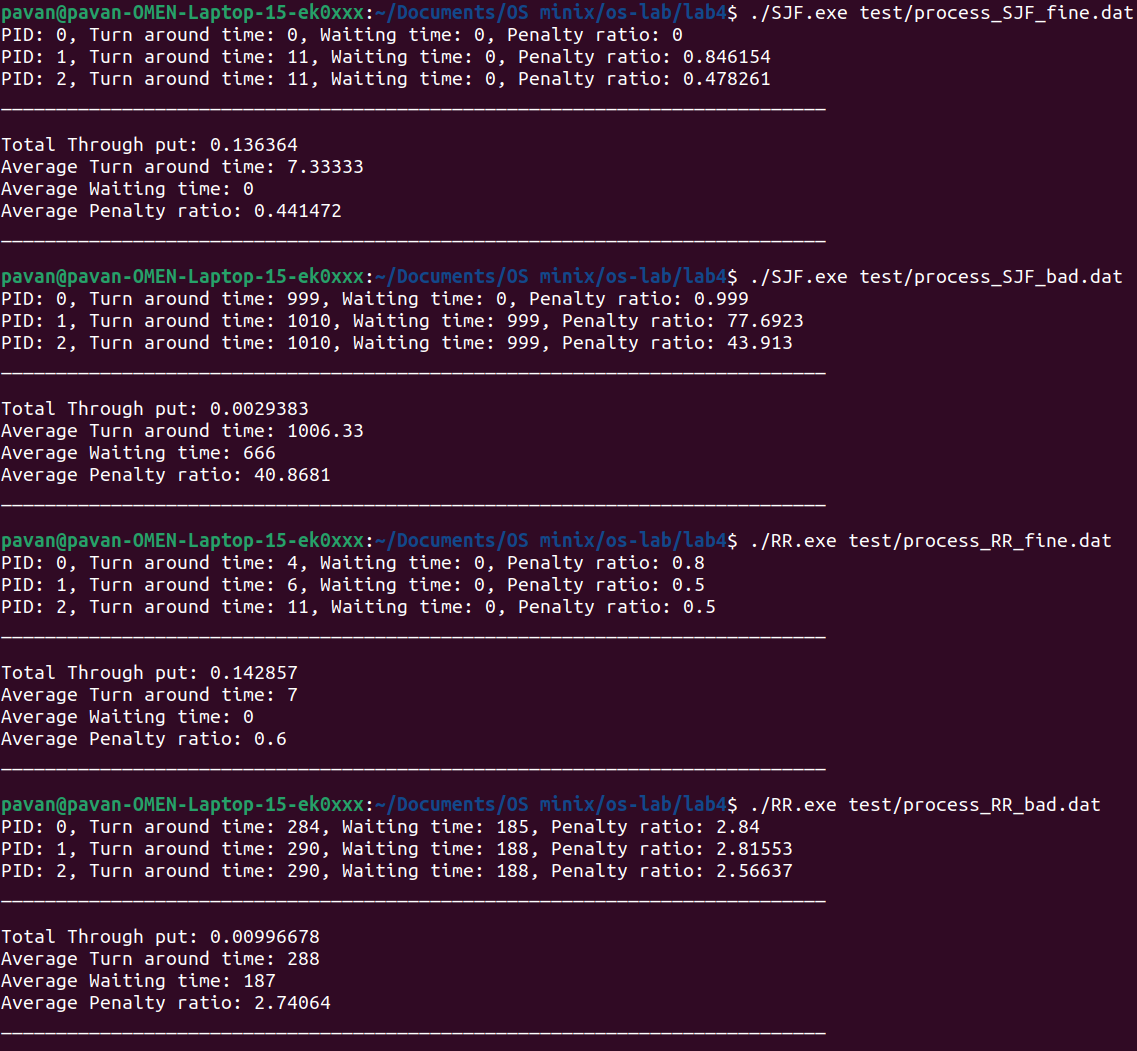 pavan@pavan-OMEN-Laptop-15-ek0xxx:~/Documents/OS minix/os-lab/lab4$ ./SJF.exe test/process_SJF_fine.dat
PID: 0, Turn around time: 0, Waiting time: 0, Penalty ratio: 0
PID: 1, Turn around time: 11, Waiting time: 0, Penalty ratio: 0.846154
PID: 2, Turn around time: 11, Waiting time: 0, Penalty ratio: 0.478261
___________________________________________________________________________
Total Through put: 0.136364
Average Turn around time: 7.33333
Average Waiting time: 0
Average Penalty ratio: 0.441472
___________________________________________________________________________
pavan@pavan-OMEN-Laptop-15-ek0xxx:~/Documents/OS minix/os-lab/lab4$ ./SJF.exe test/process_SJF_bad.dat
PID: 0, Turn around time: 999, Waiting time: 0, Penalty ratio: 0.999
PID: 1, Turn around time: 1010, Waiting time: 999, Penalty ratio: 77.6923
PID: 2, Turn around time: 1010, Waiting time: 999, Penalty ratio: 43.913
___________________________________________________________________________
Total Through put: 0.0029383
Average Turn around time: 1006.33
Average Waiting time: 666
Average Penalty ratio: 40.8681
___________________________________________________________________________
pavan@pavan-OMEN-Laptop-15-ek0xxx:~/Documents/OS minix/os-lab/lab4$ ./RR.exe test/process_RR_fine.dat
PID: 0, Turn around time: 4, Waiting time: 0, Penalty ratio: 0.8
PID: 1, Turn around time: 6, Waiting time: 0, Penalty ratio: 0.5
PID: 2, Turn around time: 11, Waiting time: 0, Penalty ratio: 0.5
___________________________________________________________________________
Total Through put: 0.142857
Average Turn around time: 7
Average Waiting time: 0
Average Penalty ratio: 0.6
___________________________________________________________________________
pavan@pavan-OMEN-Laptop-15-ek0xxx:~/Documents/OS minix/os-lab/lab4$ ./RR.exe test/process_RR_bad.dat
PID: 0, Turn around time: 284, Waiting time: 185, Penalty ratio: 2.84
PID: 1, Turn around time: 290, Waiting time: 188, Penalty ratio: 2.81553
PID: 2, Turn around time: 290, Waiting time: 188, Penalty ratio: 2.56637
___________________________________________________________________________
Total Through put: 0.00996678
Average Turn around time: 288
Average Waiting time: 187
Average Penalty ratio: 2.74064
___________________________________________________________________________